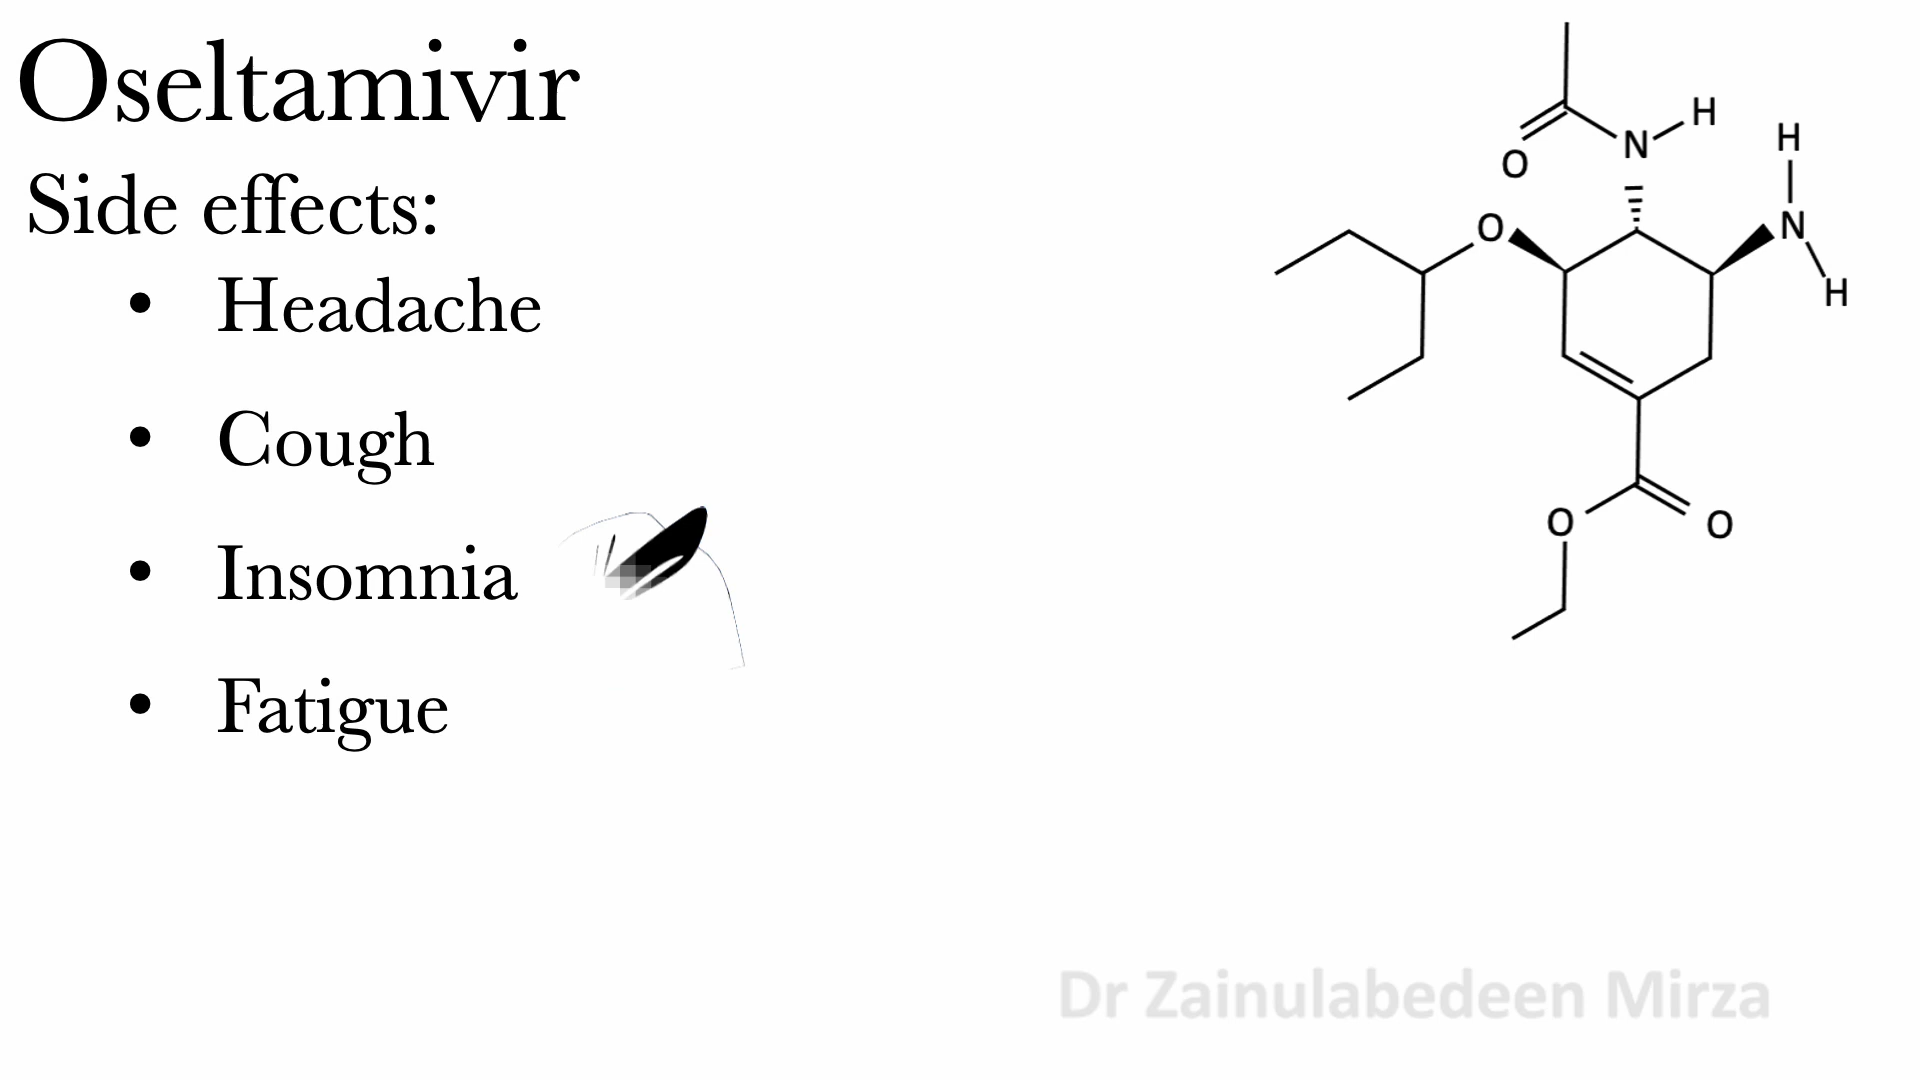 Oseltamivir
Side effects:
• Headache
• Cough
• Insomnia
• Fatigue
H
N
O
H
O
N
H
O
O
Dr Zainulabedeen Mirza